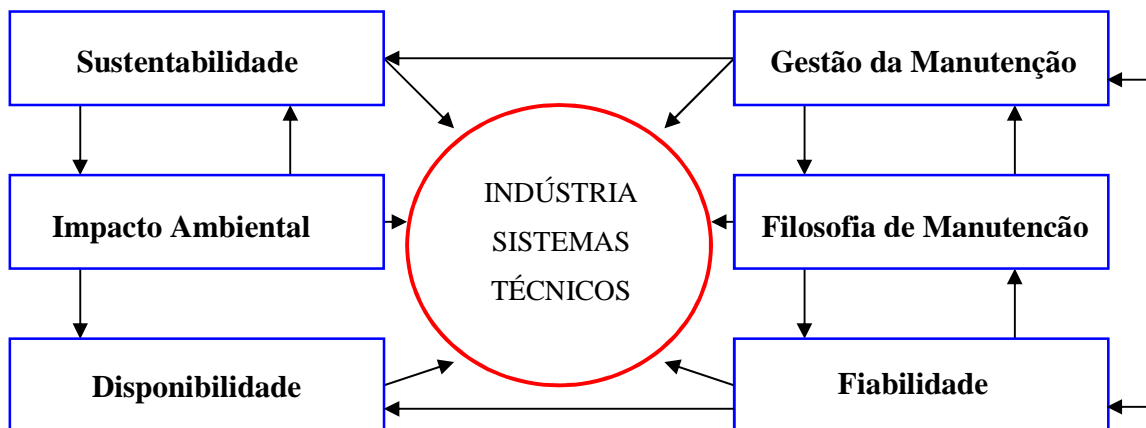 Sustentabilidade
Gestão da Manutenção
Impacto Ambiental
INDÚSTRIA
SISTEMAS
TÉCNICOS
Filosofia de Manutencão
Disponibilidade
Fiabilidade